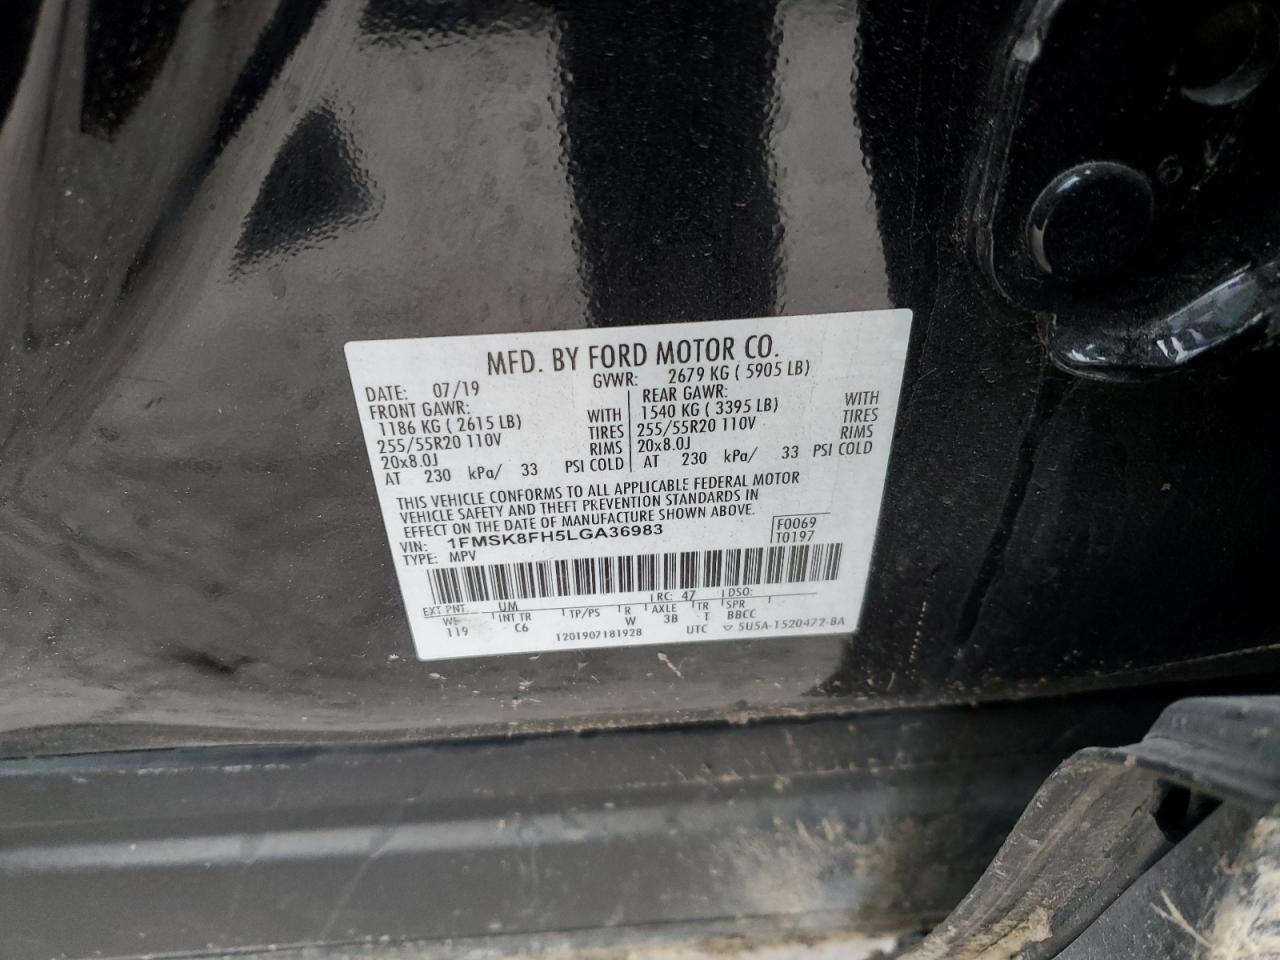 MFD. BY FORD MOTOR CO.
DATE: 07/19 GVWR: 2679 KG ( 5905 LB)
FRONT GAWR: REAR GAWR:
1186 KG ( 2615 LB) WITH 1540 KG ( 3395 LB) WITH
255/55R20 110V TIRES 255/55R20 110V TIRES
20x8.0J RIMS 20x8.0J RIMS
AT 230 kPa/ 33 PSI COLD AT 230 kPa/ 33 PSI COLD
THIS VEHICLE CONFORMS TO ALL APPLICABLE FEDERAL MOTOR
VEHICLE SAFETY AND THEFT PREVENTION STANDARDS IN
EFFECT ON THE DATE OF MANUFACTURE SHOWN ABOVE.
VIN: 1FMSK8FH5LGA36983 F0069
TYPE: MPV T0197
EXT PNT: UM RC: 47 DSO:
WB INT TR TP/PS R AXLE TR SPR
119 C6 W 3B T BBCC
1201907181928 UTC 5U5A-1520472-BA